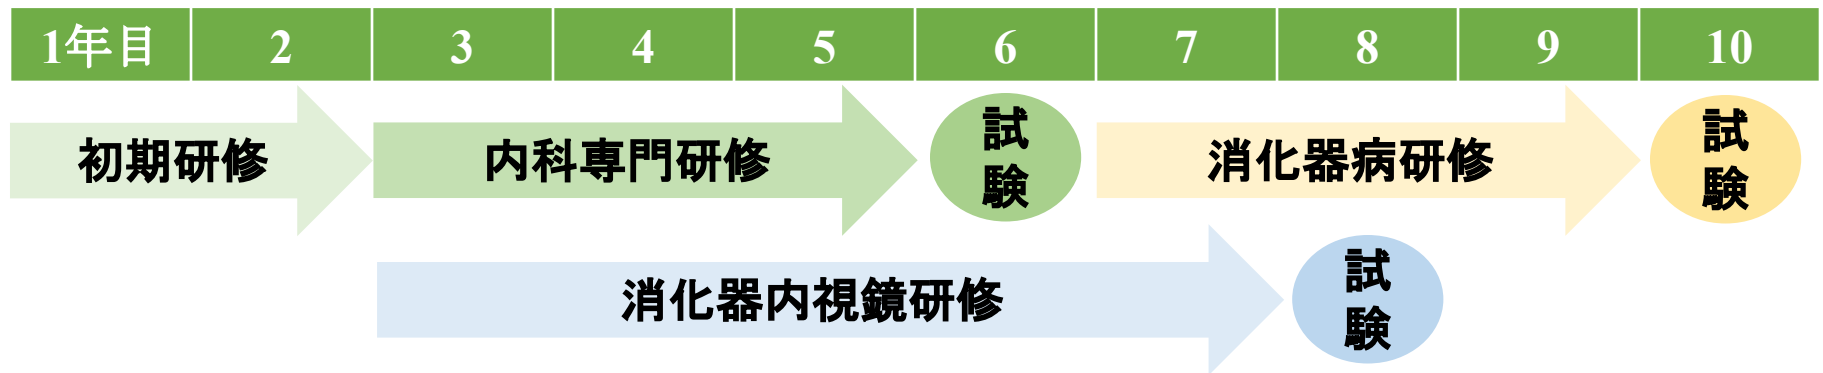 1年目 2 3 4 5 6 7 8 9 10
初期研修 内科専門研修 試験 消化器病研修 試験
消化器内視鏡研修 試験